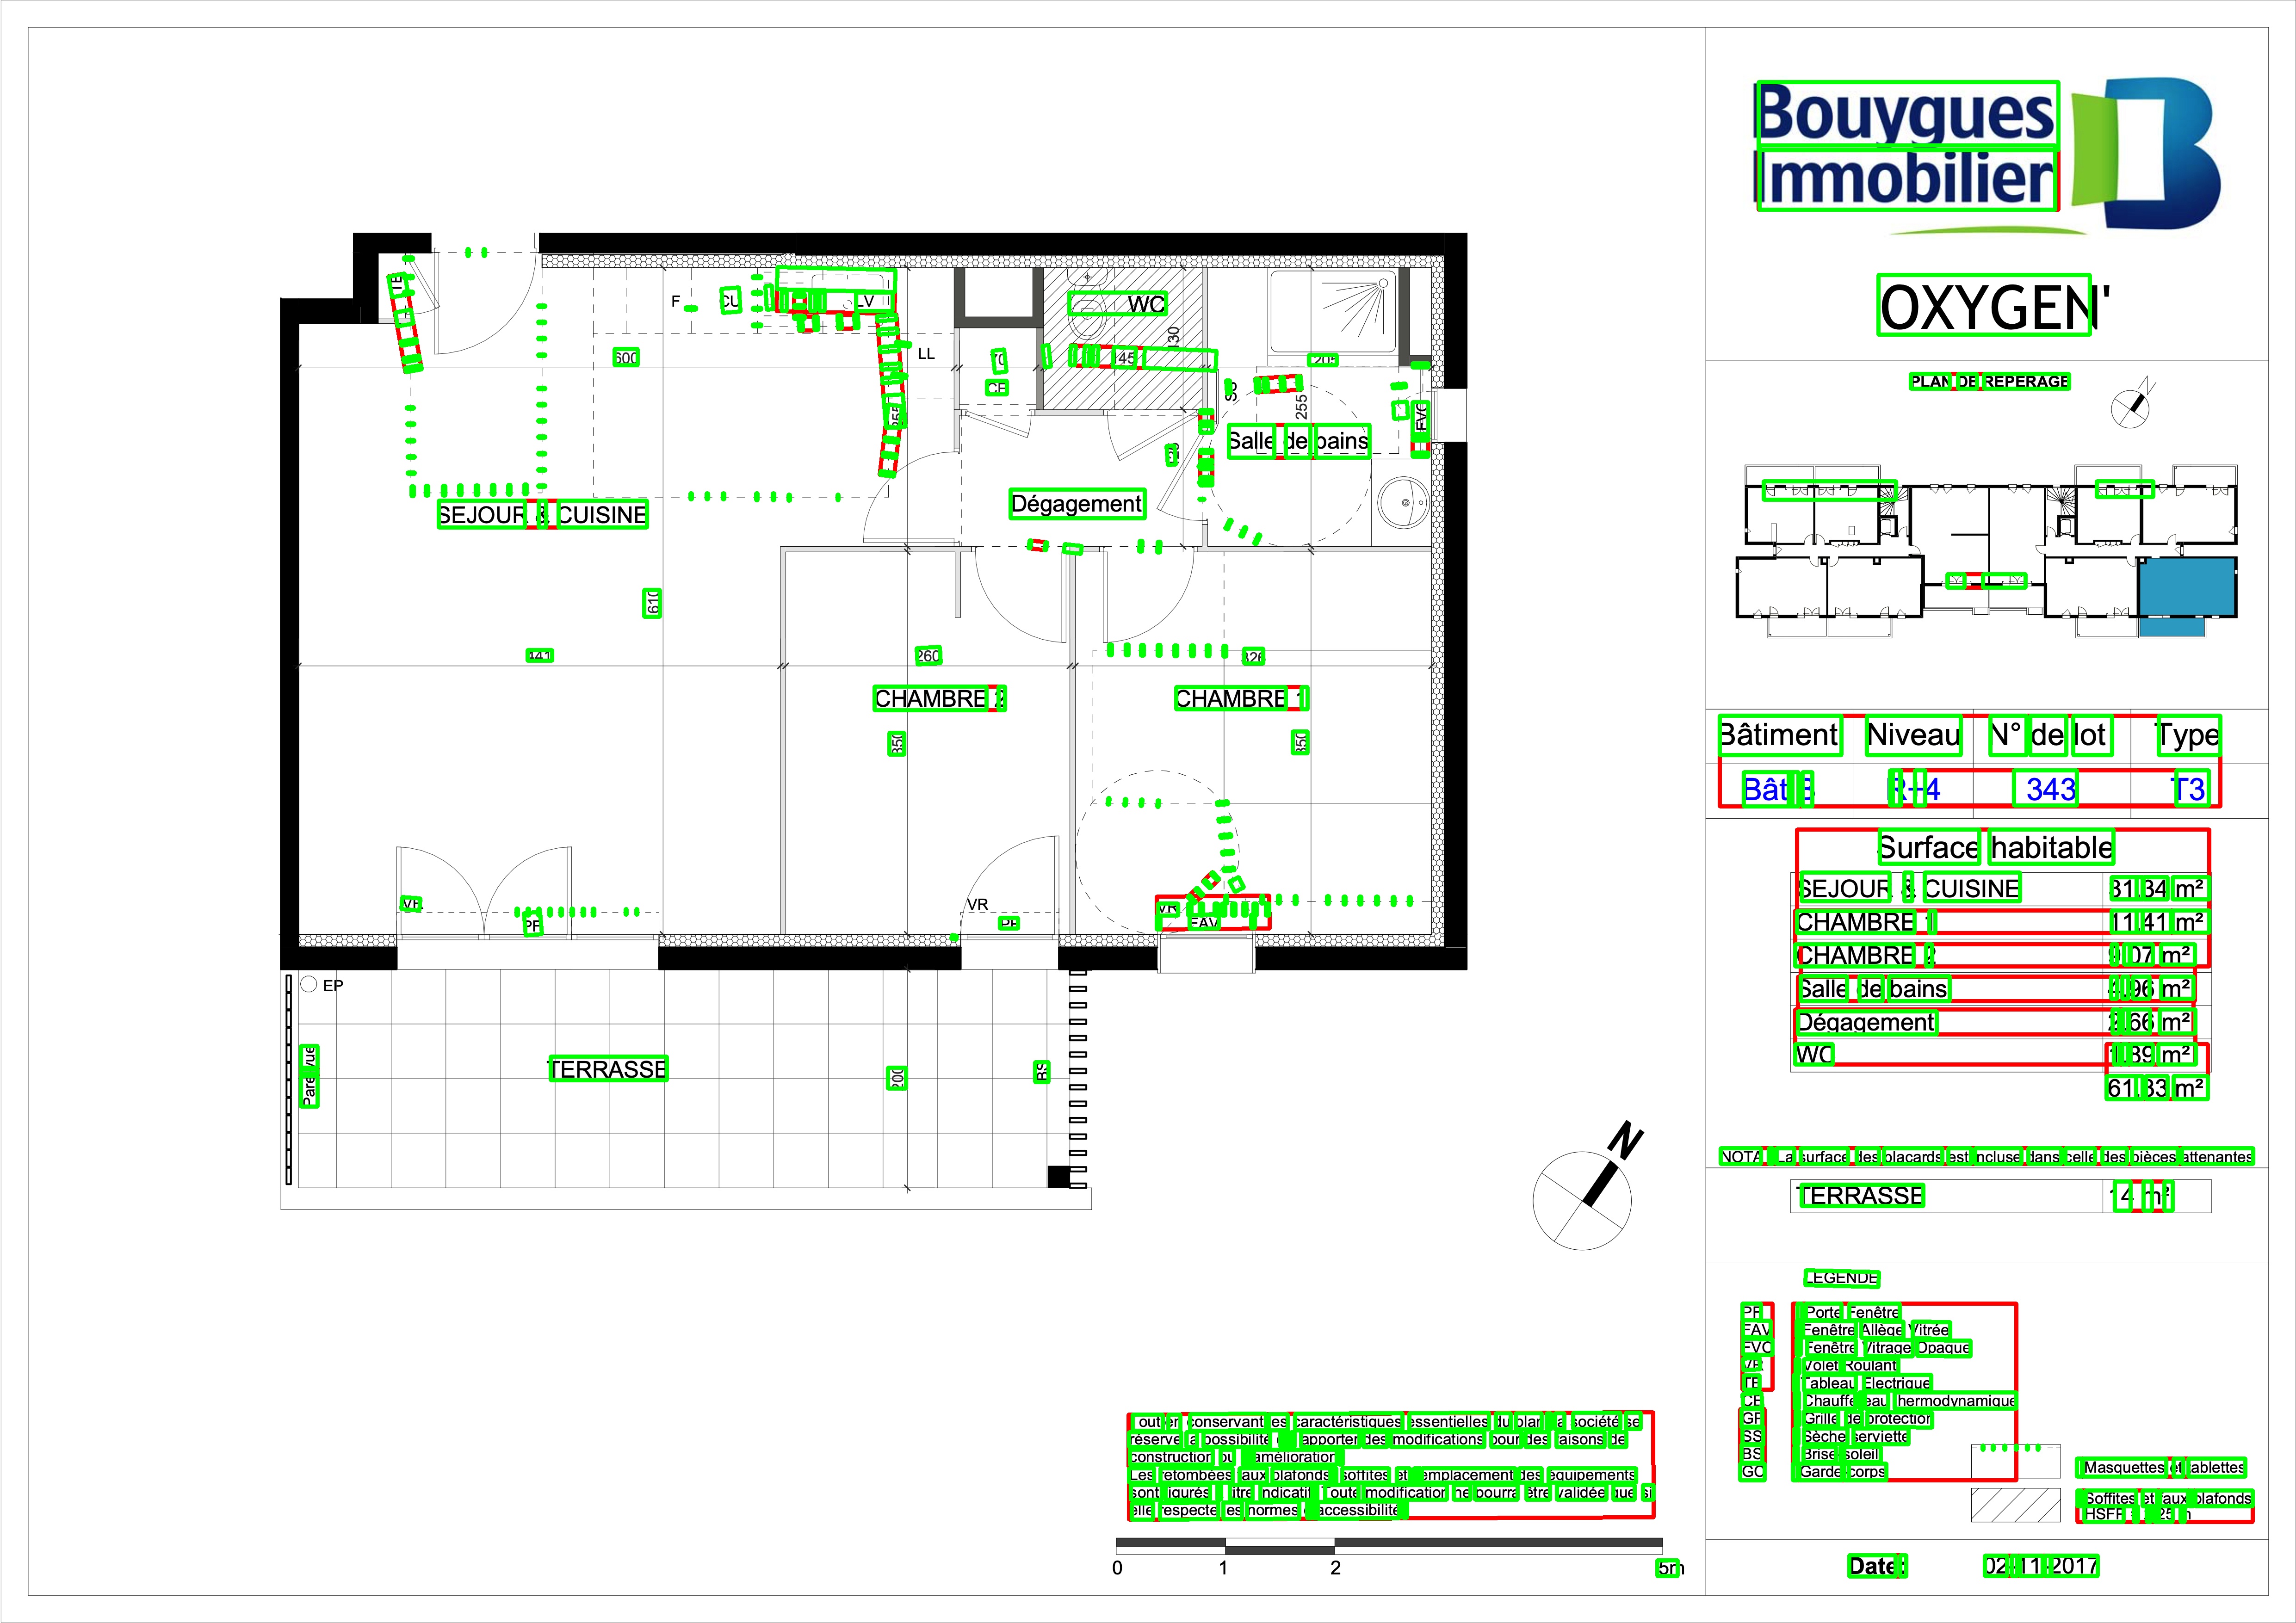 Bouygues
Immobilier
OXYGEN'
PLAN DE REPERAGE
N
Bâtiment Niveau N° de lot Type
Bât B R+4 343 T3
Surface habitable
SEJOUR & CUISINE 31.84 m²
CHAMBRE 1 11.41 m²
CHAMBRE 2 9.07 m²
Salle de bains 4.96 m²
Dégagement 2.66 m²
WC 1.89 m²
61.83 m²
NOTA : La surface des placards est incluse dans celle des pièces attenantes
TERRASSE 14 m²
LEGENDE
PF : Porte Fenêtre
FAV : Fenêtre Allège Vitrée
FVO : Fenêtre Vitrage Opaque
VR : Volet Roulant
TE : Tableau Electrique
CE : Chauffe eau thermodynamique
GP : Grille de protection
SS : Sèche serviette
BS : Brise soleil
GC : Garde corps
Masquettes et tablettes
Soffites et faux plafonds
Date : 02-11-2017
TE
F
CU
LV
LL
WC
130
600
70
CE
145
205
SS
255
255
FVO
Salle de bains
120
Dégagement
SEJOUR & CUISINE
610
441
260
326
CHAMBRE 2
CHAMBRE 1
350
350
VR
PF
VR
PF
VR
FAV
EP
Pare vue
TERRASSE
200
BS
N
Tout en conservant les caractéristiques essentielles du plan, la société se
réserve la possibilité d'apporter des modifications pour des raisons de
construction ou d'amélioration.
Les retombées, faux plafonds, soffites et l'emplacement des équipements
sont figurés à titre indicatif. Toute modification ne pourra être validée que si
elle respecte les normes d'accessibilité.
0 1 2 5m